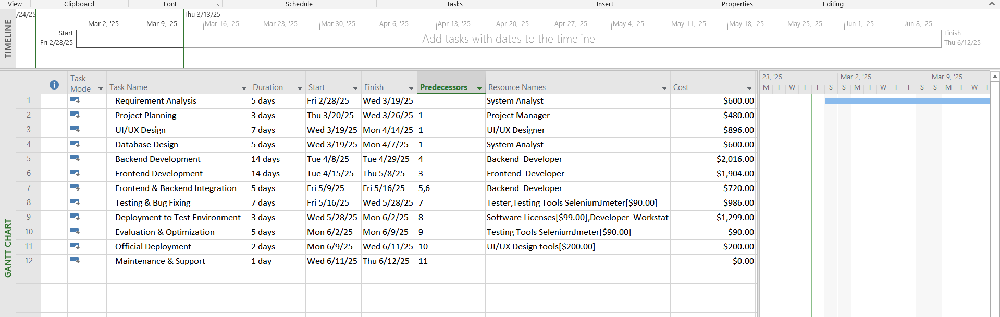 View Clipboard Font Schedule Tasks Insert Properties Editing
TIMELINE
/24/25 Thu 3/13/25
Mar 2, '25 Mar 9, '25 Mar 16, '25 Mar 23, '25 Mar 30, '25 Apr 6, '25 Apr 13, '25 Apr 20, '25 Apr 27, '25 May 4, '25 May 11, '25 May 18, '25 May 25, '25 Jun 1, '25 Jun 8, '25
Start
Fri 2/28/25
Add tasks with dates to the timeline
Finish
Thu 6/12/25
GANTT CHART
Task Mode Task Name Duration Start Finish Predecessors Resource Names Cost
23, '25 Mar 2, '25 Mar 9, '25
M T W T F S S M T W T F S S M T W T
1 Requirement Analysis 5 days Fri 2/28/25 Wed 3/19/25 System Analyst $600.00
2 Project Planning 3 days Thu 3/20/25 Wed 3/26/25 1 Project Manager $480.00
3 UI/UX Design 7 days Wed 3/19/25 Mon 4/14/25 1 UI/UX Designer $896.00
4 Database Design 5 days Wed 3/19/25 Mon 4/7/25 1 System Analyst $600.00
5 Backend Development 14 days Tue 4/8/25 Tue 4/29/25 4 Backend  Developer $2,016.00
6 Frontend Development 14 days Tue 4/15/25 Thu 5/8/25 3 Frontend  Developer $1,904.00
7 Frontend & Backend Integration 5 days Fri 5/9/25 Fri 5/16/25 5,6 Backend  Developer $720.00
8 Testing & Bug Fixing 7 days Fri 5/16/25 Wed 5/28/25 7 Tester,Testing Tools SeleniumJmeter[$90.00] $986.00
9 Deployment to Test Environment 3 days Wed 5/28/25 Mon 6/2/25 8 Software Licenses[$99.00],Developer  Workstat $1,299.00
10 Evaluation & Optimization 5 days Mon 6/2/25 Mon 6/9/25 9 Testing Tools SeleniumJmeter[$90.00] $90.00
11 Official Deployment 2 days Mon 6/9/25 Wed 6/11/25 10 UI/UX Design tools[$200.00] $200.00
12 Maintenance & Support 1 day Wed 6/11/25 Thu 6/12/25 11 $0.00